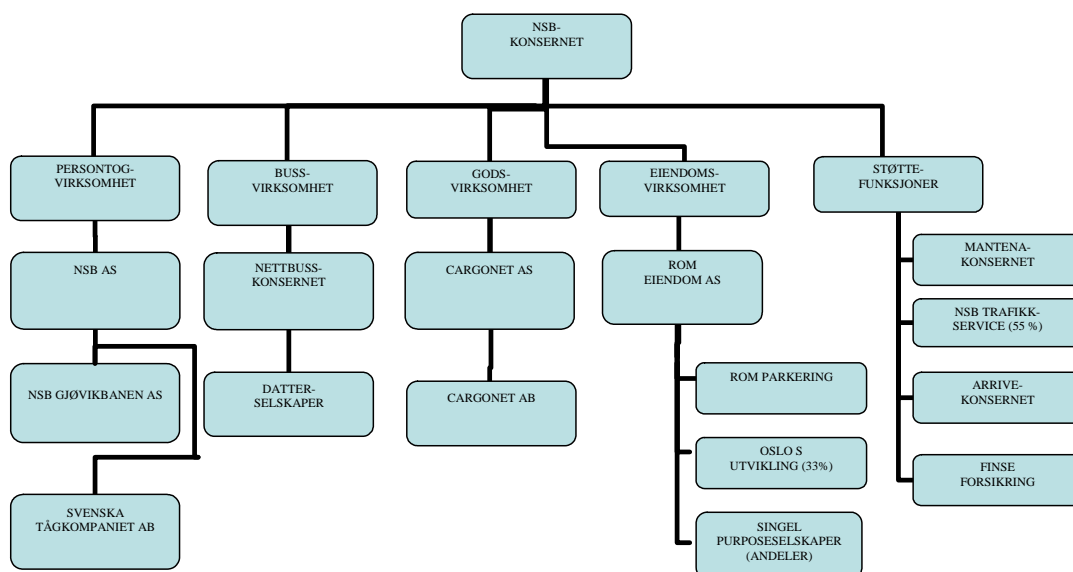 NSB-
KONSERNET
PERSONTOG-
VIRKSOMHET
BUSS-
VIRKSOMHET
GODS-
VIRKSOMHET
EIENDOMS-
VIRKSOMHET
STØTTE-
FUNKSJONER
NSB AS
NETTBUSS-
KONSERNET
CARGONET AS
ROM
EIENDOM AS
MANTENA-
KONSERNET
NSB TRAFIKK-
SERVICE (55 %)
NSB GJØVIKBANEN AS
DATTER-
SELSKAPER
CARGONET AB
ROM PARKERING
ARRIVE-
KONSERNET
OSLO S
UTVIKLING (33%)
FINSE
FORSIKRING
SVENSKA
TÅGKOMPANIET AB
SINGEL
PURPOSESELSKAPER
(ANDELER)